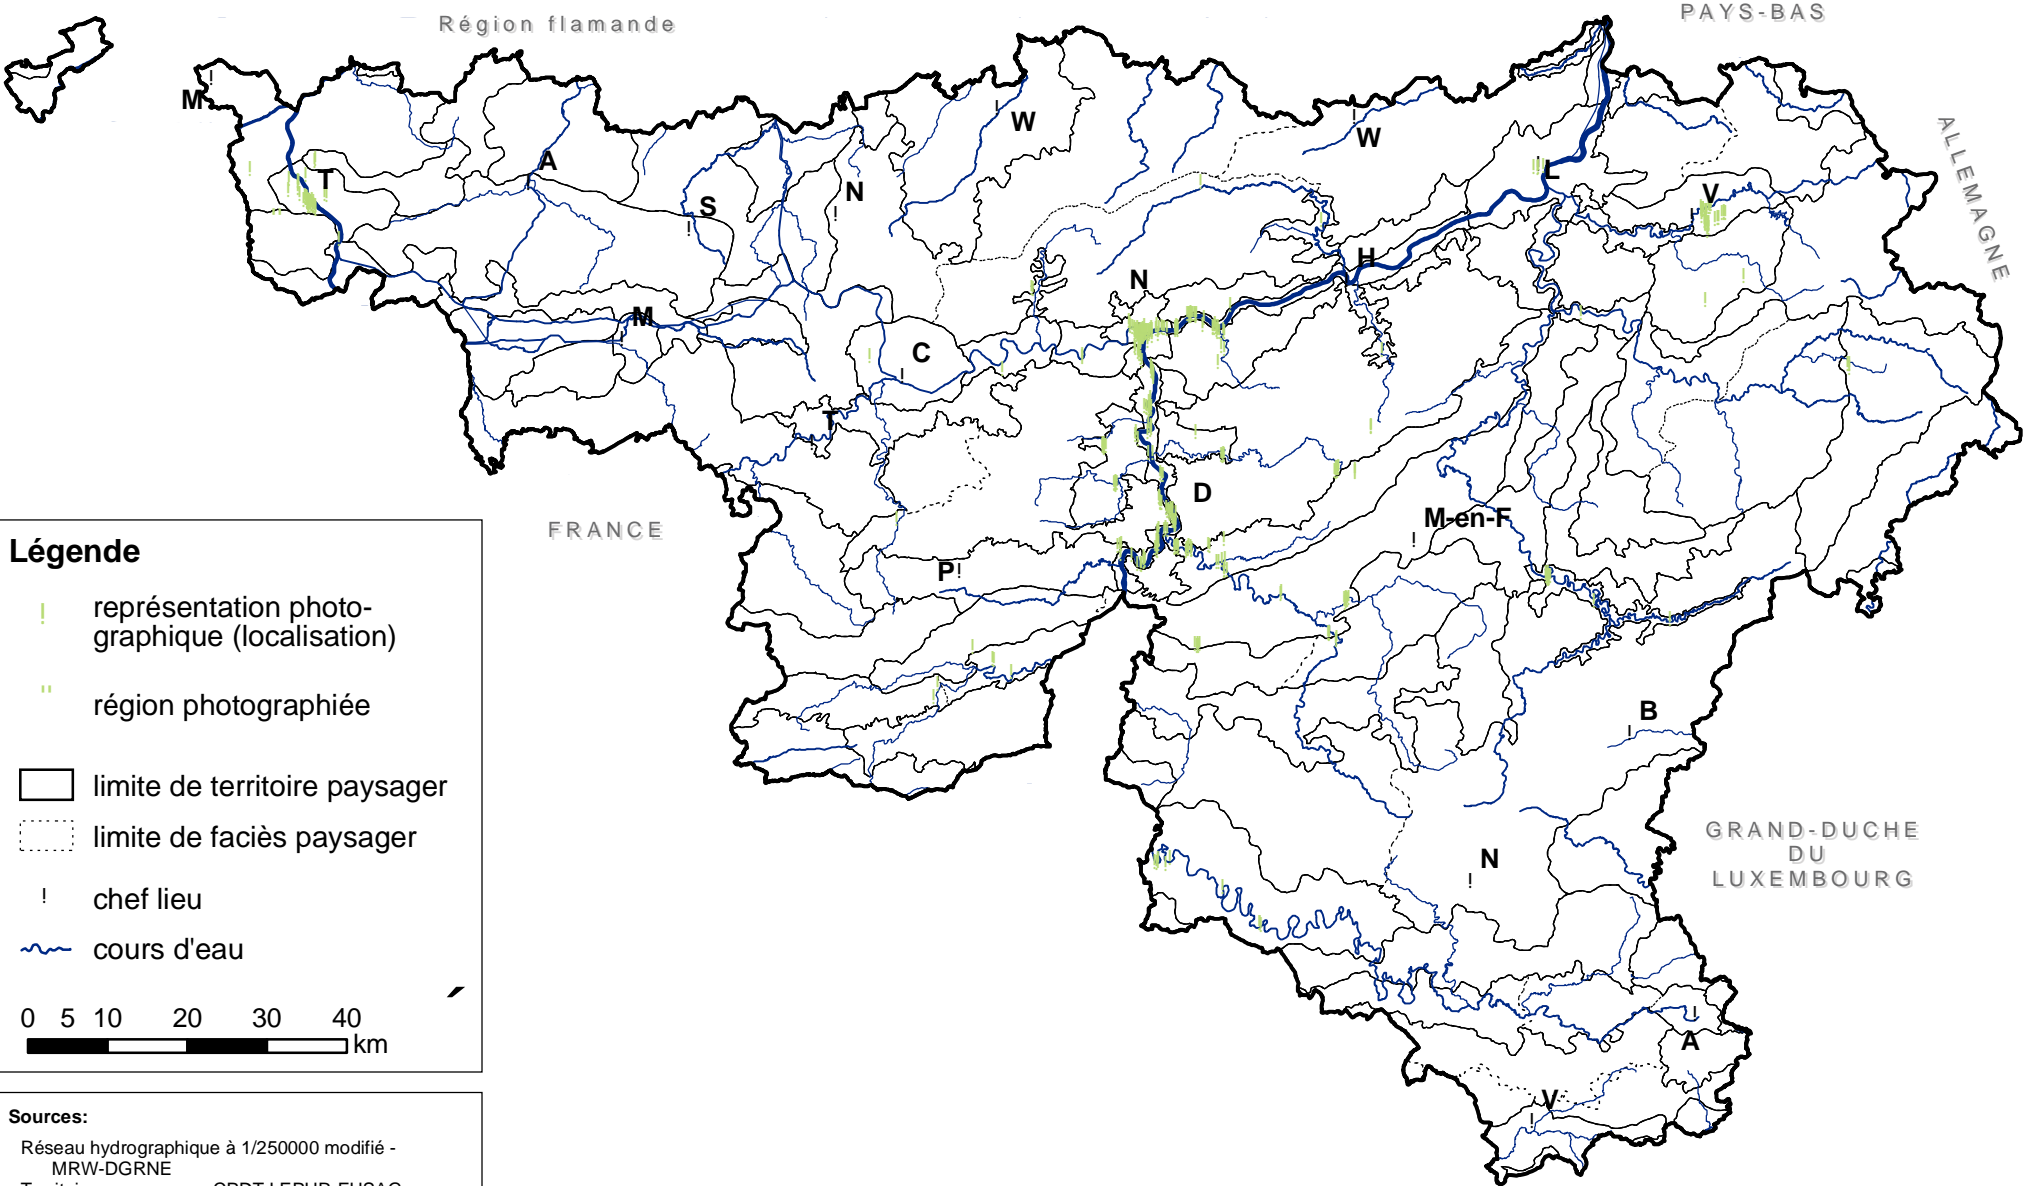 Région flamande
PAYS-BAS
ALLEMAGNE
M
T
A
S
N
W
W
L
V
H
N
M
C
T
D
M-en-F
P
B
N
A
V
FRANCE
GRAND-DUCHE
DU
LUXEMBOURG
Légende
représentation photo-
graphique (localisation)
région photographiée
limite de territoire paysager
limite de faciès paysager
chef lieu
cours d'eau
0 5 10 20 30 40
km
Sources:
Réseau hydrographique à 1/250000 modifié -
MRW-DGRNE